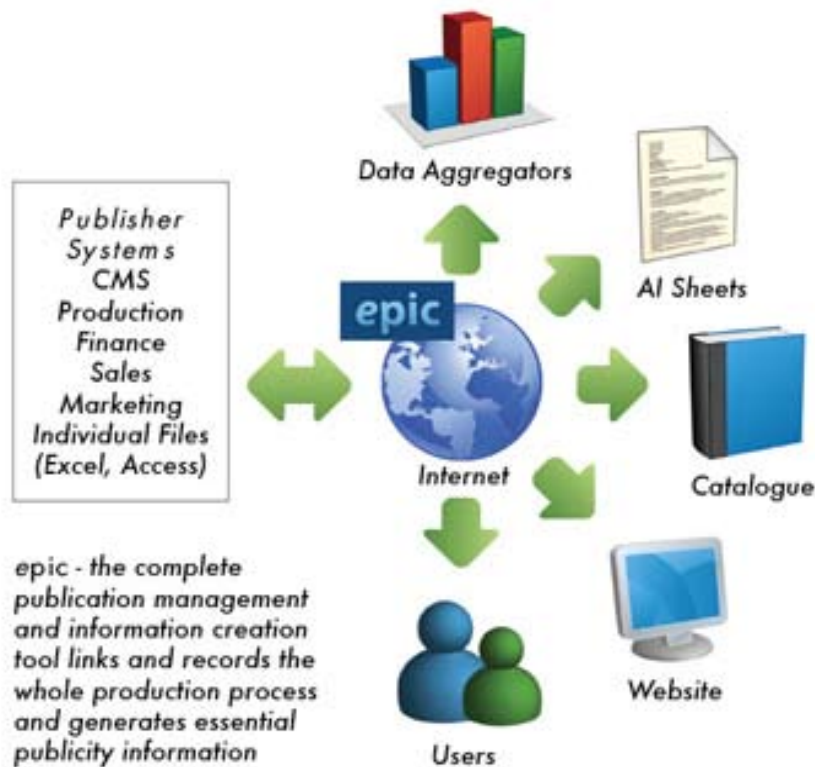 Data Aggregators
AI Sheets
Publisher
Systems
CMS
Production
Finance
Sales
Marketing
Individual Files
(Excel, Access)
epic
Internet
Catalogue
Website
Users
epic - the complete
publication management
and information creation
tool links and records the
whole production process
and generates essential
publicity information